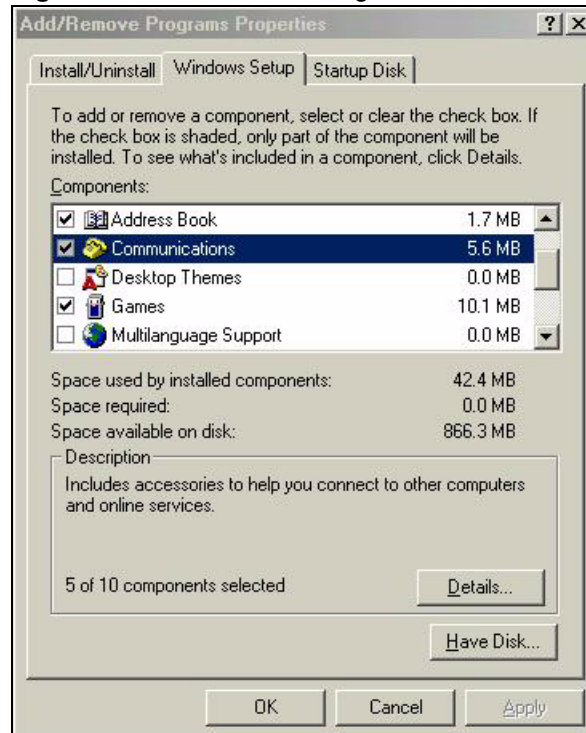 Add/Remove Programs Properties
Install/Uninstall Windows Setup Startup Disk
To add or remove a component, select or clear the check box. If
the check box is shaded, only part of the component will be
installed. To see what's included in a component, click Details.
Components:
Address Book 1.7 MB
Communications 5.6 MB
Desktop Themes 0.0 MB
Games 10.1 MB
Multilanguage Support 0.0 MB
Space used by installed components: 42.4 MB
Space required: 0.0 MB
Space available on disk: 866.3 MB
Description
Includes accessories to help you connect to other computers
and online services.
5 of 10 components selected
Details...
Have Disk...
OK Cancel Apply